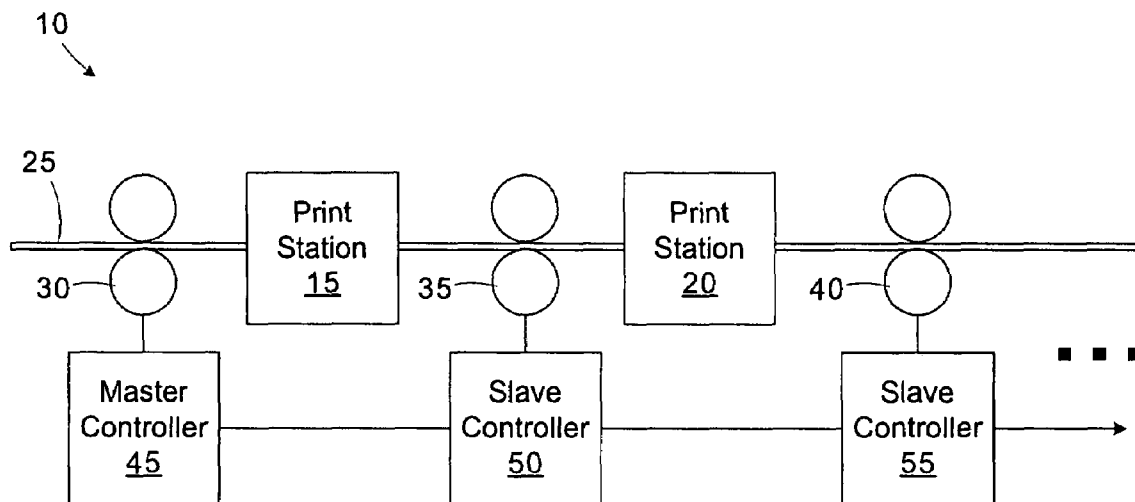 10
25
Print
Station
15
Print
Station
20
30
35
40
Master
Controller
45
Slave
Controller
50
Slave
Controller
55